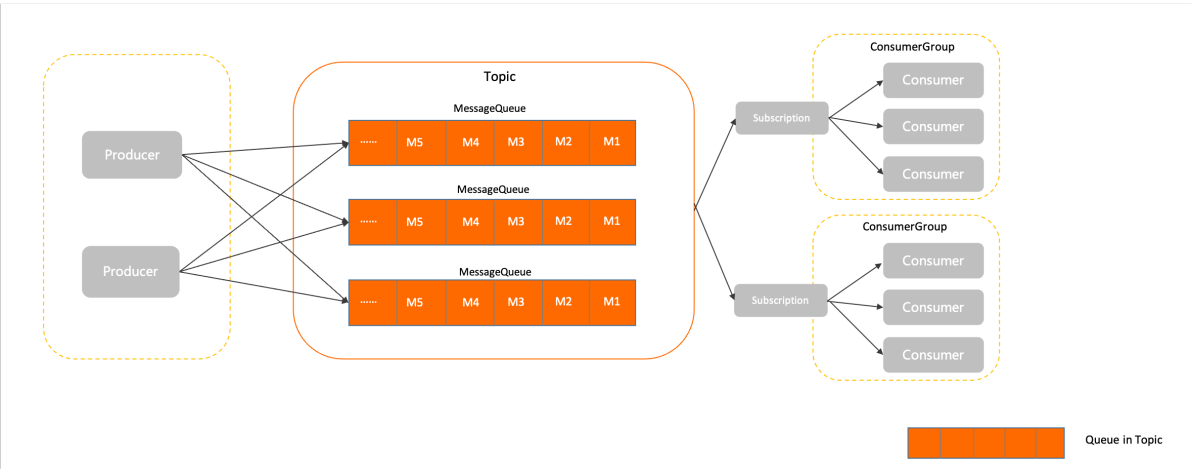 Producer
Producer
Topic
MessageQueue
...... M5 M4 M3 M2 M1
MessageQueue
...... M5 M4 M3 M2 M1
MessageQueue
...... M5 M4 M3 M2 M1
Subscription
ConsumerGroup
Consumer
Consumer
Consumer
Subscription
ConsumerGroup
Consumer
Consumer
Consumer
Queue in Topic